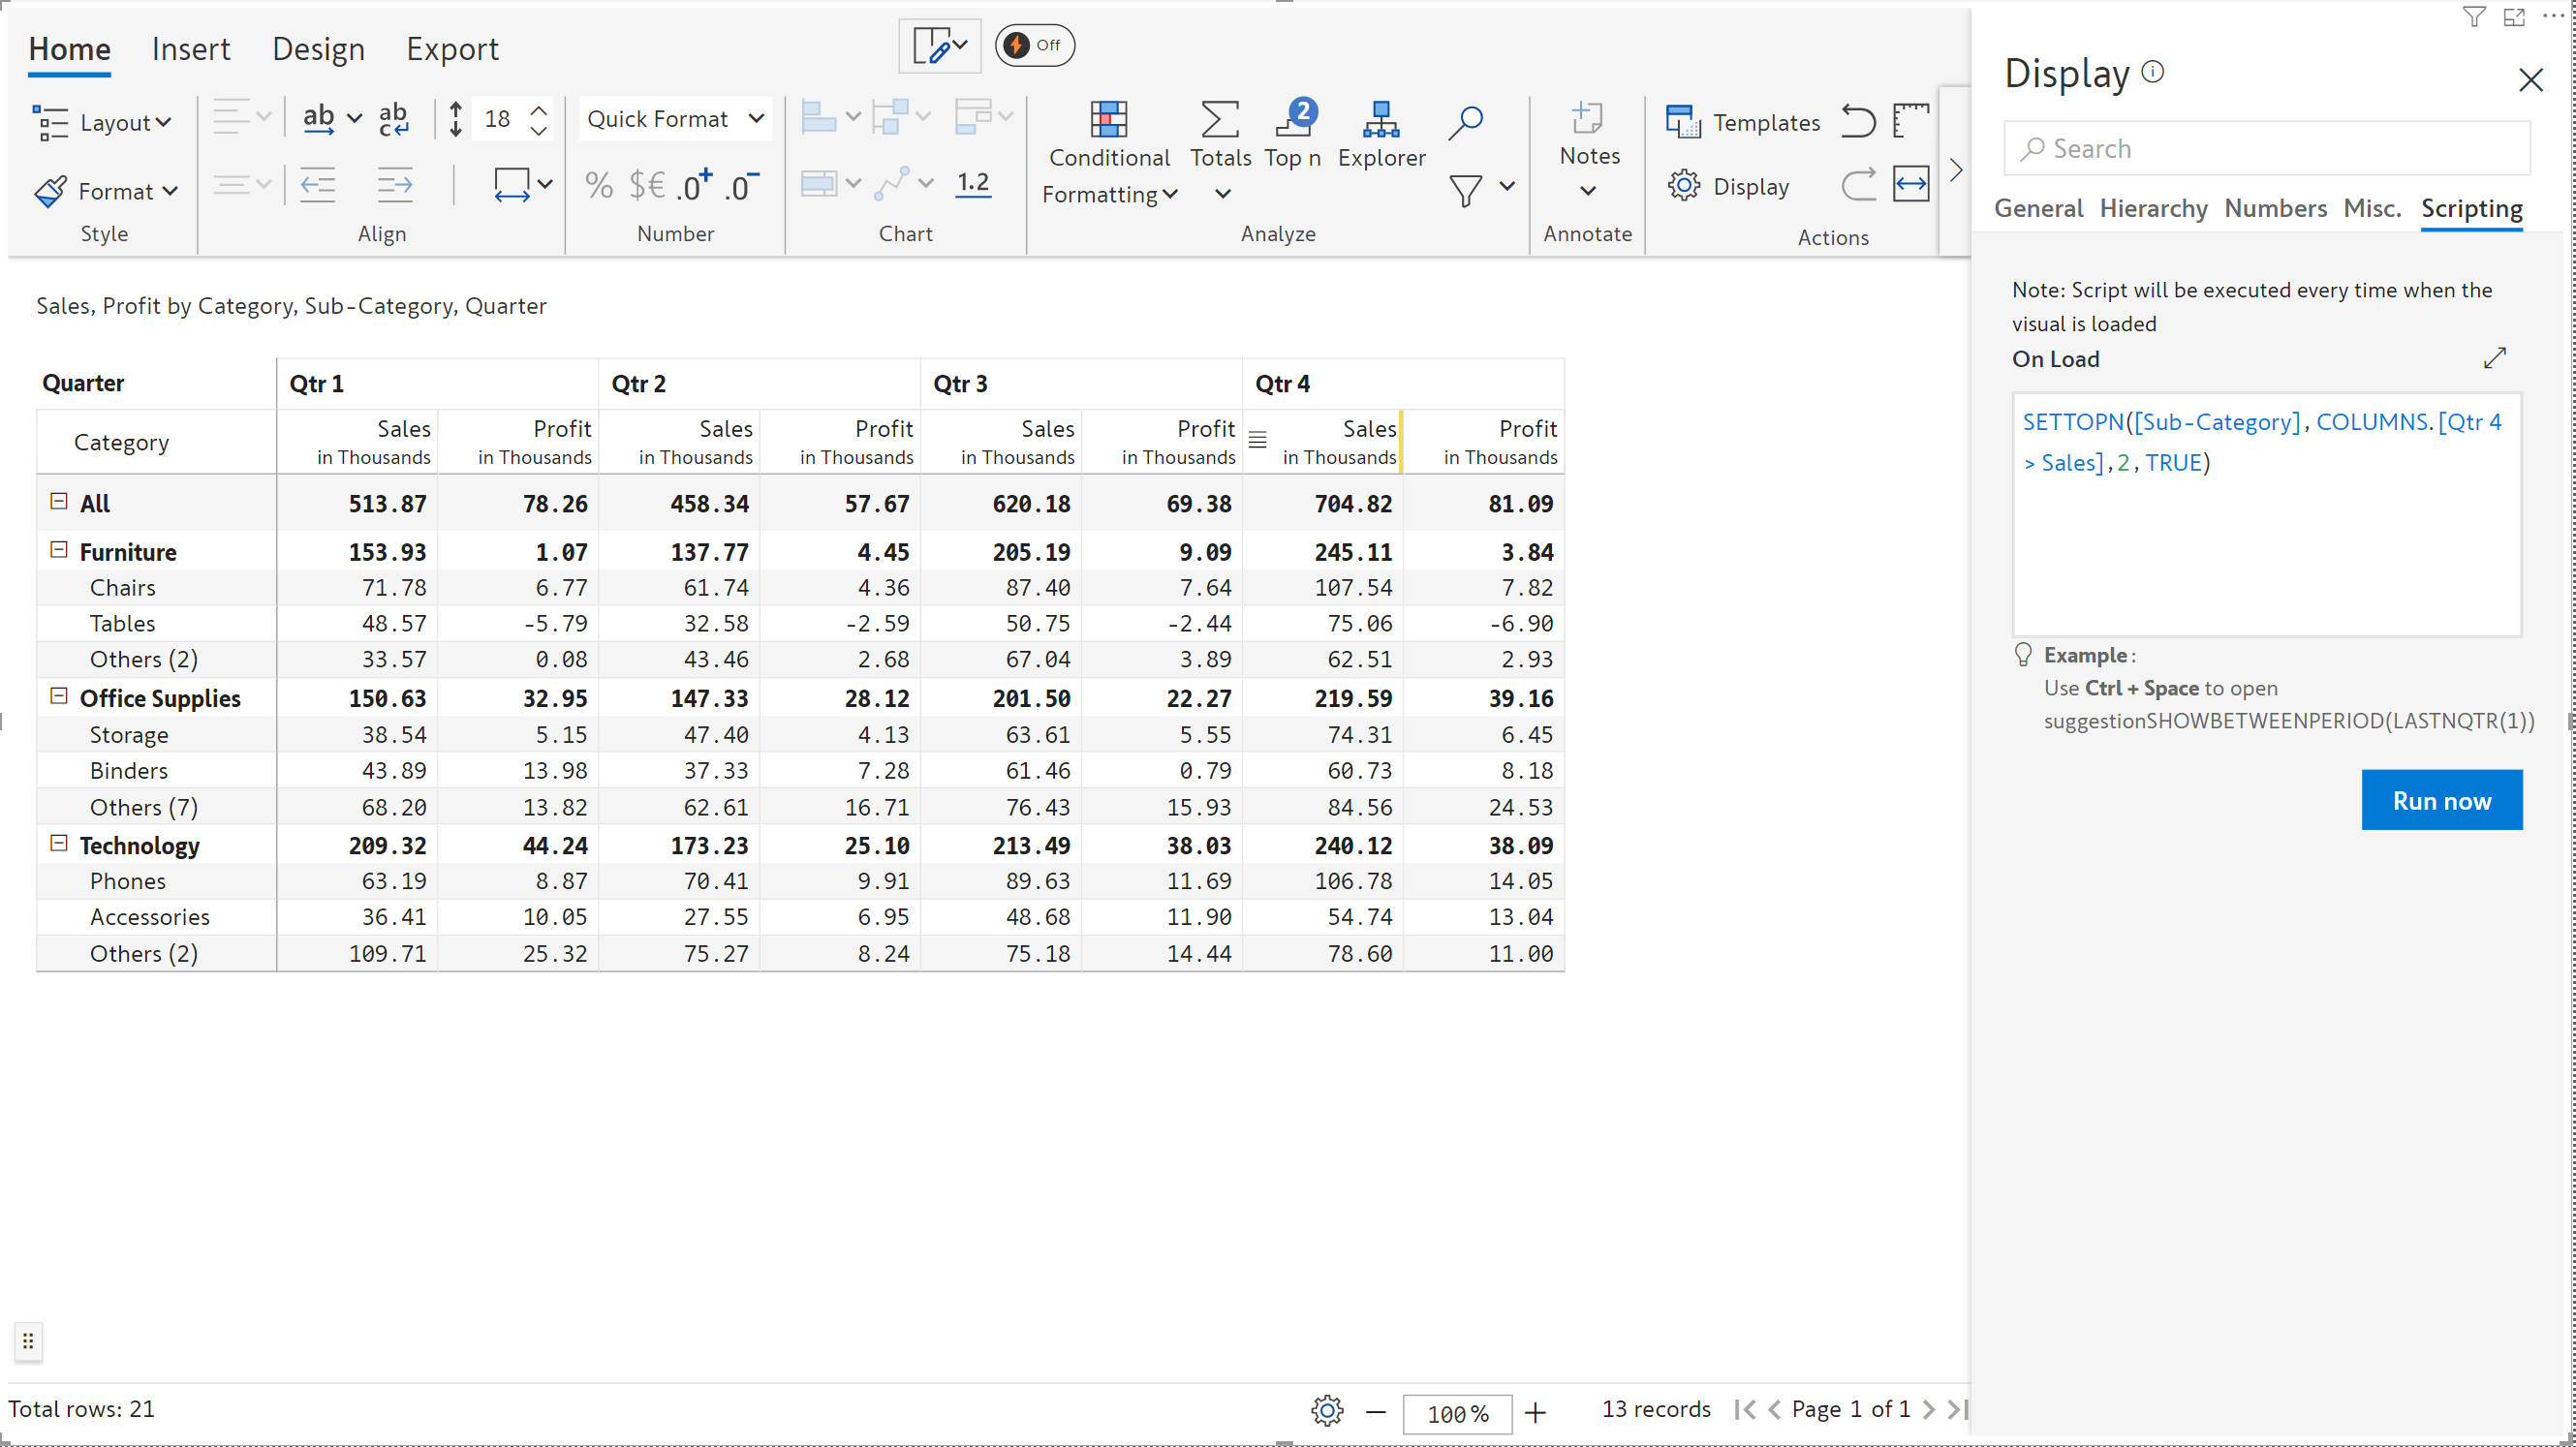 Home Insert Design Export Off
Layout ab ab c 18 Quick Format Conditional Formatting Totals 2 Top n Explorer Notes Templates
Format % $€ .0+ .0- 1.2 Display
Style Align Number Chart Analyze Annotate Actions
Sales, Profit by Category, Sub-Category, Quarter
Quarter Qtr 1 Qtr 2 Qtr 3 Qtr 4
Category Sales in Thousands Profit in Thousands Sales in Thousands Profit in Thousands Sales in Thousands Profit in Thousands Sales in Thousands Profit in Thousands
All 513.87 78.26 458.34 57.67 620.18 69.38 704.82 81.09
Furniture 153.93 1.07 137.77 4.45 205.19 9.09 245.11 3.84
Chairs 71.78 6.77 61.74 4.36 87.40 7.64 107.54 7.82
Tables 48.57 -5.79 32.58 -2.59 50.75 -2.44 75.06 -6.90
Others (2) 33.57 0.08 43.46 2.68 67.04 3.89 62.51 2.93
Office Supplies 150.63 32.95 147.33 28.12 201.50 22.27 219.59 39.16
Storage 38.54 5.15 47.40 4.13 63.61 5.55 74.31 6.45
Binders 43.89 13.98 37.33 7.28 61.46 0.79 60.73 8.18
Others (7) 68.20 13.82 62.61 16.71 76.43 15.93 84.56 24.53
Technology 209.32 44.24 173.23 25.10 213.49 38.03 240.12 38.09
Phones 63.19 8.87 70.41 9.91 89.63 11.69 106.78 14.05
Accessories 36.41 10.05 27.55 6.95 48.68 11.90 54.74 13.04
Others (2) 109.71 25.32 75.27 8.24 75.18 14.44 78.60 11.00
Total rows: 21 100% 13 records Page 1 of 1
Display
Search
General Hierarchy Numbers Misc. Scripting
Note: Script will be executed every time when the
visual is loaded
On Load
SETTOPN([Sub-Category],COLUMNS.[Qtr 4
> Sales],2,TRUE)
Example:
Use Ctrl + Space to open
suggestionSHOWBETWEENPERIOD(LASTNQTR(1))
Run now